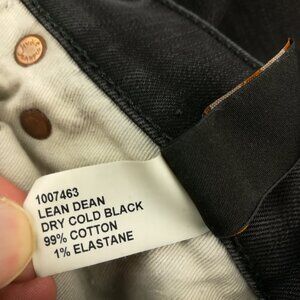 1007463
LEAN DEAN
DRY COLD BLACK
99% COTTON
1% ELASTANE